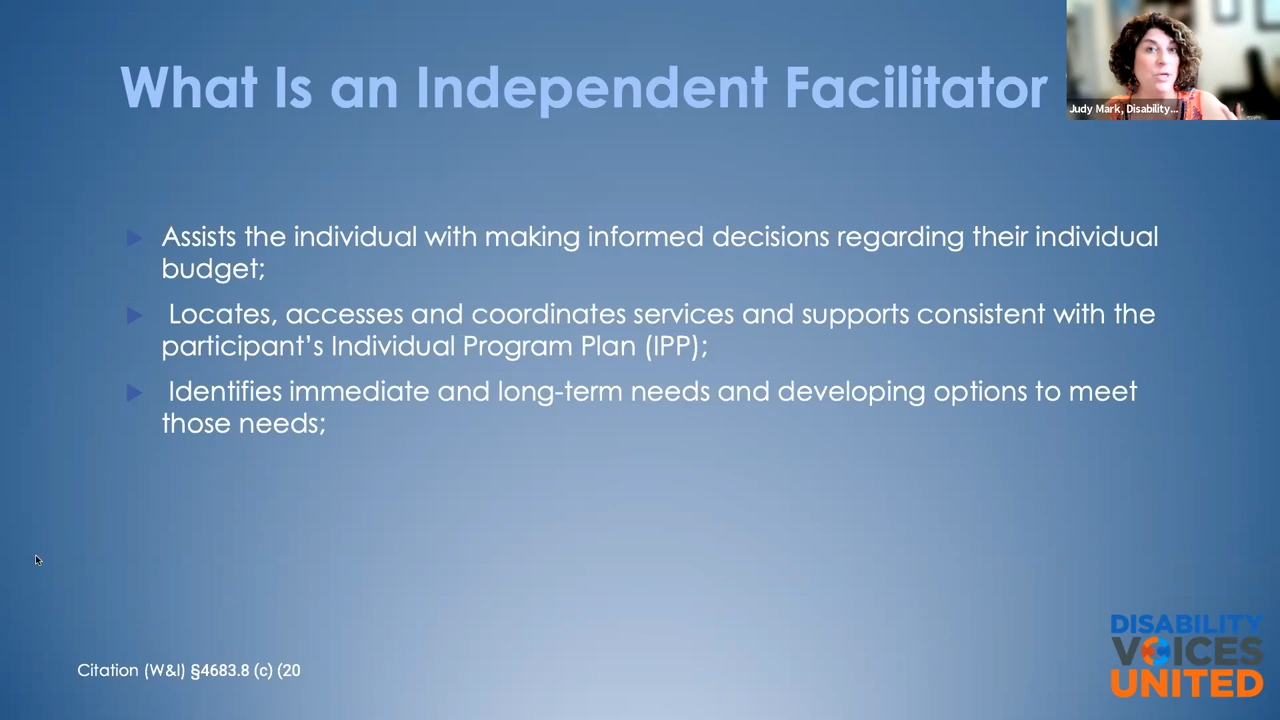 What Is an Independent Facilitator
Judy Mark, Disability...
Assists the individual with making informed decisions regarding their individual
budget;
Locates, accesses and coordinates services and supports consistent with the
participant’s Individual Program Plan (IPP);
Identifies immediate and long-term needs and developing options to meet
those needs;
Citation (W&I) §4683.8 (c) (20
DISABILITY
VOICES
UNITED